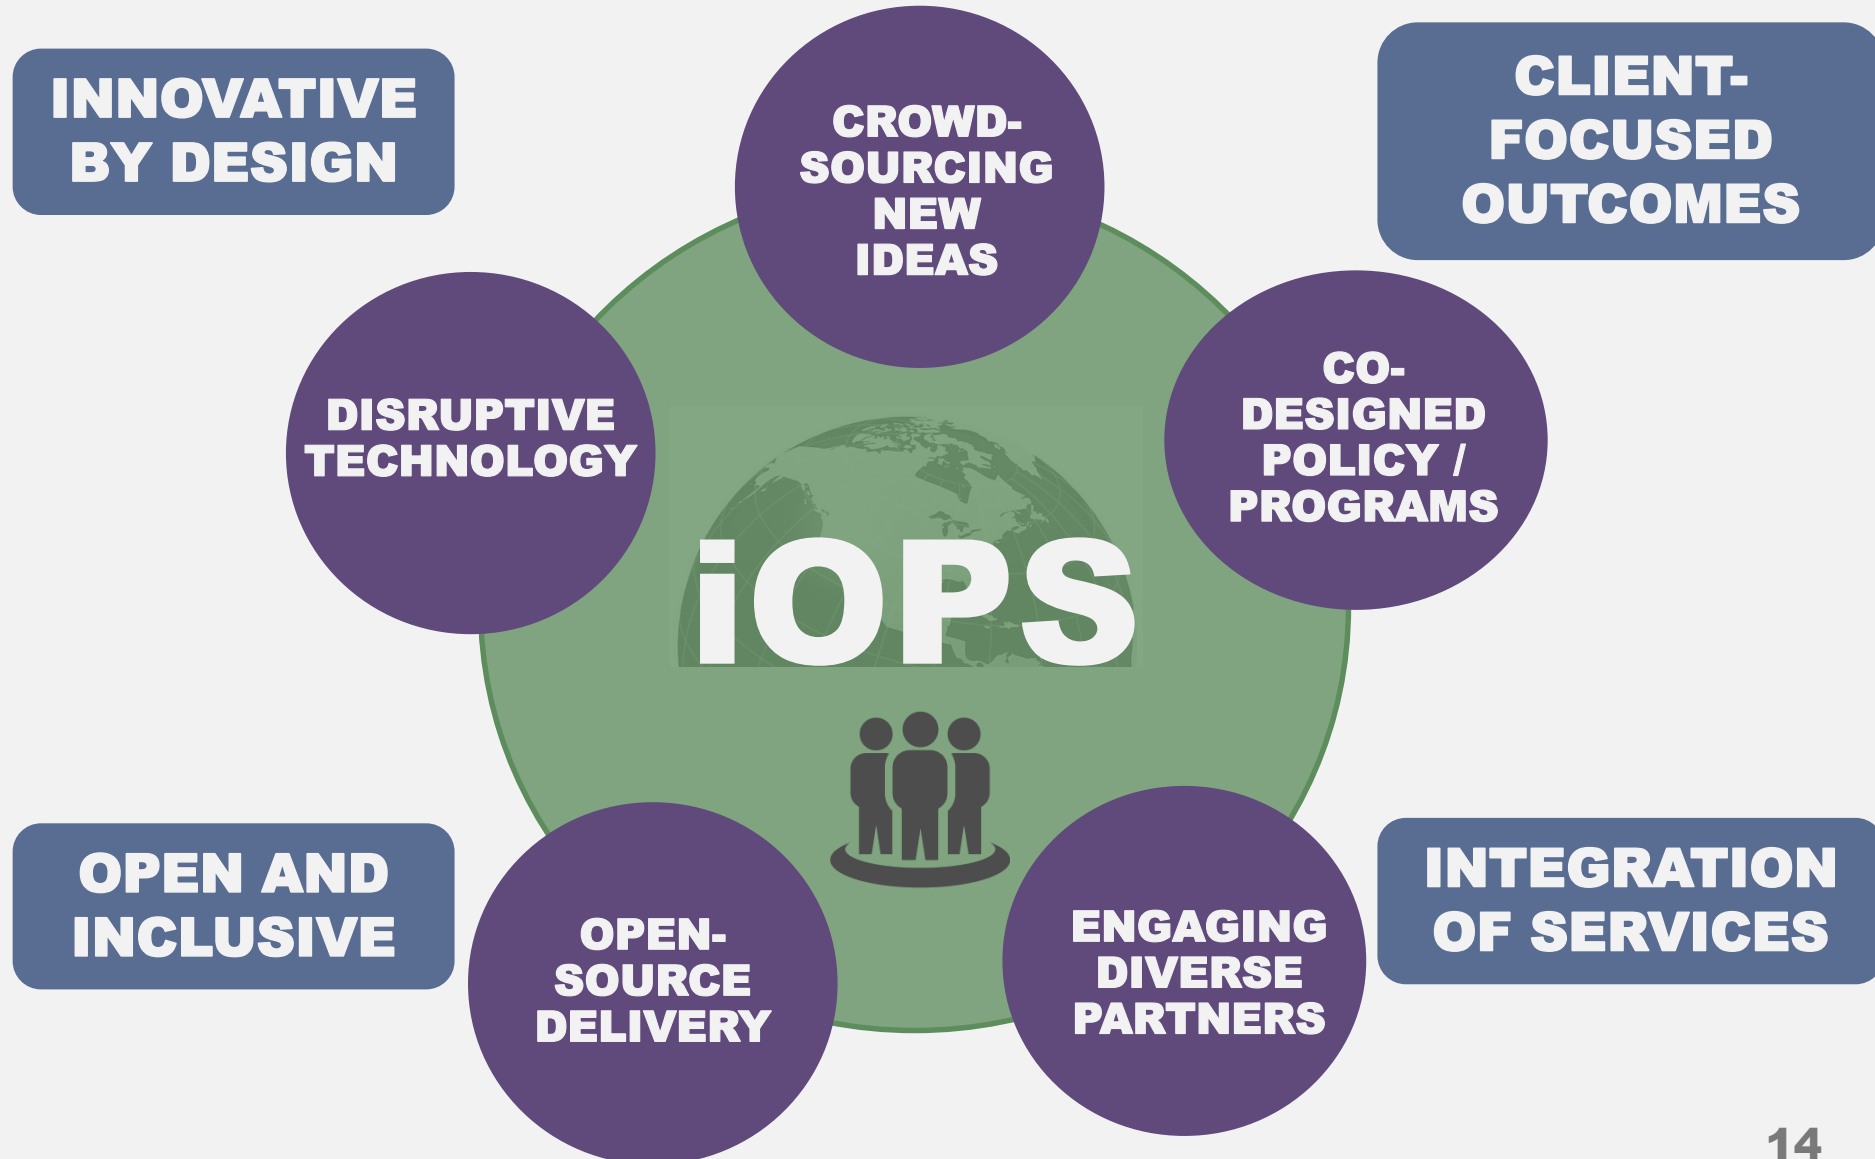 INNOVATIVE
BY DESIGN
CROWD-
SOURCING
NEW
IDEAS
CLIENT-
FOCUSED
OUTCOMES
DISRUPTIVE
TECHNOLOGY
CO-
DESIGNED
POLICY /
PROGRAMS
iOPS
OPEN AND
INCLUSIVE
OPEN-
SOURCE
DELIVERY
ENGAGING
DIVERSE
PARTNERS
INTEGRATION
OF SERVICES
14